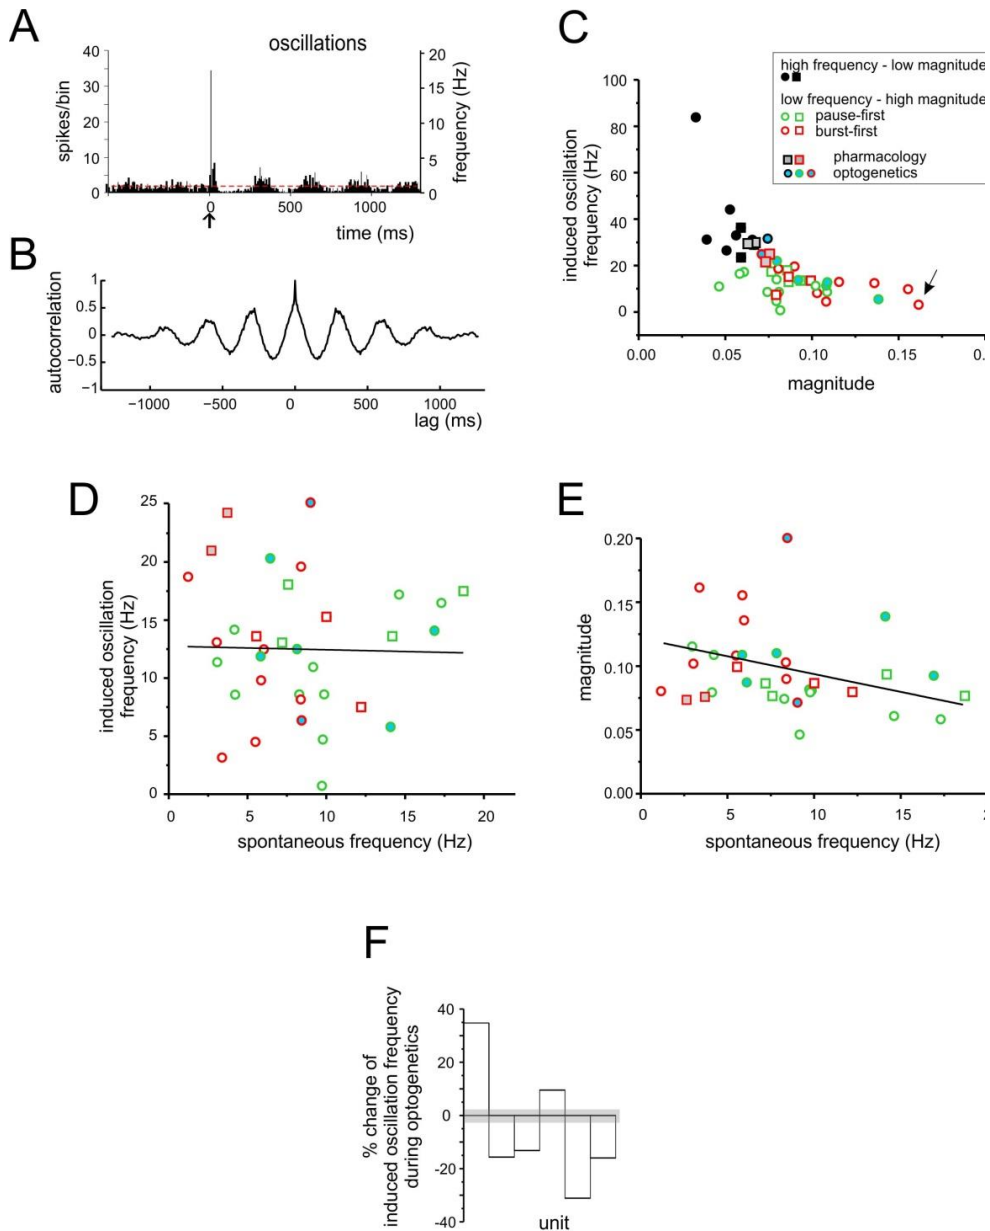 A
oscillations
spikes/bin
40
30
20
10
0
frequency (Hz)
20
15
10
5
0
0
500
1000
time (ms)
B
autocorrelation
1
0.5
0
−0.5
−1
−1000
−500
0
500
1000
lag (ms)
C
high frequency - low magnitude
low frequency - high magnitude
pause-first
burst-first
pharmacology
optogenetics
induced oscillation
frequency (Hz)
100
80
60
40
20
0
0.00
0.05
0.10
0.15
magnitude
D
induced oscillation
frequency (Hz)
25
20
15
10
5
0
0
5
10
15
20
spontaneous frequency (Hz)
E
magnitude
0.20
0.15
0.10
0.05
0.00
0
5
10
15
spontaneous frequency (Hz)
F
% change of
induced oscillation frequency
during optogenetics
40
20
0
-20
-40
unit